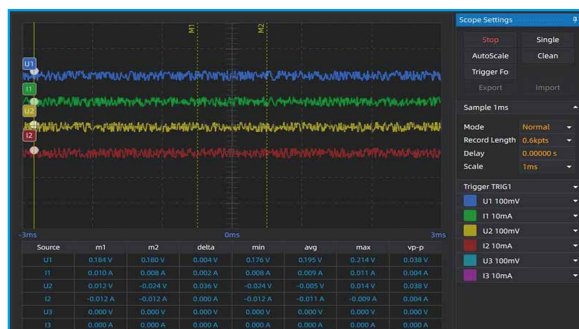 Scope Settings
Stop Single
AutoScale Clean
Trigger Fo
Export Import
Sample 1ms
Mode Normal
Record Length 0.6kpts
Delay 0.00000 s
Scale 1ms
Trigger TRIG1
U1 100mV
I1 10mA
U2 100mV
I2 10mA
U3 100mV
I3 10mA
M1 M2
U1
I1
U2
I2
-3ms 0ms 3ms
Source m1 m2 delta min avg max vp-p
U1 0.184 V 0.180 V 0.004 V 0.176 V 0.195 V 0.214 V 0.038 V
I1 0.010 A 0.008 A 0.002 A 0.008 A 0.009 A 0.011 A 0.004 A
U2 0.012 V -0.024 V 0.036 V -0.024 V -0.005 V 0.014 V 0.038 V
I2 -0.012 A -0.012 A 0.000 A -0.012 A -0.011 A -0.009 A 0.004 A
U3 0.000 V 0.000 V 0.000 V 0.000 V 0.000 V 0.000 V 0.000 V
I3 0.000 A 0.000 A 0.000 A 0.000 A 0.000 A 0.000 A 0.000 A